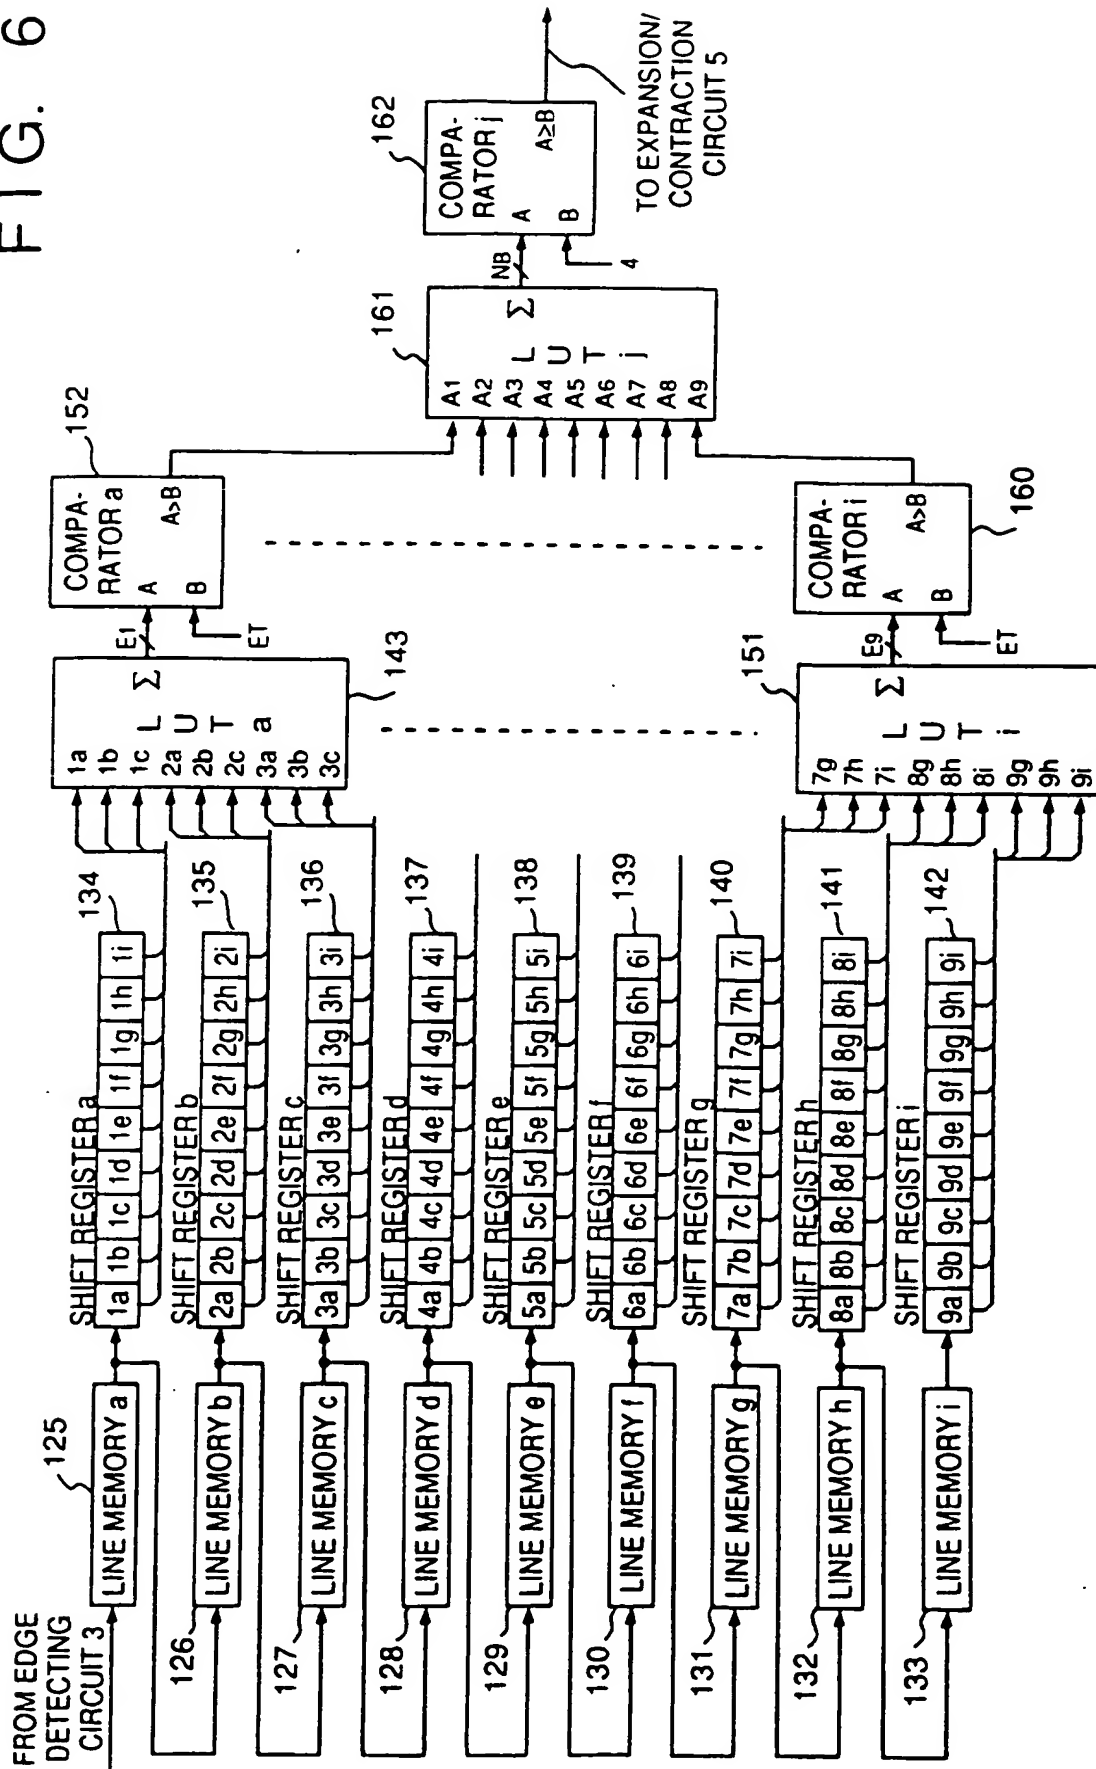 FIG. 6
FROM EDGE
DETECTING
CIRCUIT 3
125
LINE MEMORY a
126
LINE MEMORY b
127
LINE MEMORY c
128
LINE MEMORY d
129
LINE MEMORY e
130
LINE MEMORY f
131
LINE MEMORY g
132
LINE MEMORY h
133
LINE MEMORY i
SHIFT REGISTER a
1a 1b 1c 1d 1e 1f 1g 1h 1i
134
SHIFT REGISTER b
2a 2b 2c 2d 2e 2f 2g 2h 2i
135
SHIFT REGISTER c
3a 3b 3c 3d 3e 3f 3g 3h 3i
136
SHIFT REGISTER d
4a 4b 4c 4d 4e 4f 4g 4h 4i
137
SHIFT REGISTER e
5a 5b 5c 5d 5e 5f 5g 5h 5i
138
SHIFT REGISTER f
6a 6b 6c 6d 6e 6f 6g 6h 6i
139
SHIFT REGISTER g
7a 7b 7c 7d 7e 7f 7g 7h 7i
140
SHIFT REGISTER h
8a 8b 8c 8d 8e 8f 8g 8h 8i
141
SHIFT REGISTER i
9a 9b 9c 9d 9e 9f 9g 9h 9i
142
1a
1b
1c
2a
2b
2c
3a
3b
3c
L
U
T
a
Σ
143
7g
7h
7i
8g
8h
8i
9g
9h
9i
L
U
T
i
Σ
151
E1
ET
COMPA-
RATOR a
A
A>B
B
152
E9
ET
COMPA-
RATOR i
A
A>B
B
160
A1
A2
A3
A4
A5
A6
A7
A8
A9
L
U
T
j
Σ
161
NB
4
COMPA-
RATOR j
A
A≥B
B
162
TO EXPANSION/
CONTRACTION
CIRCUIT 5